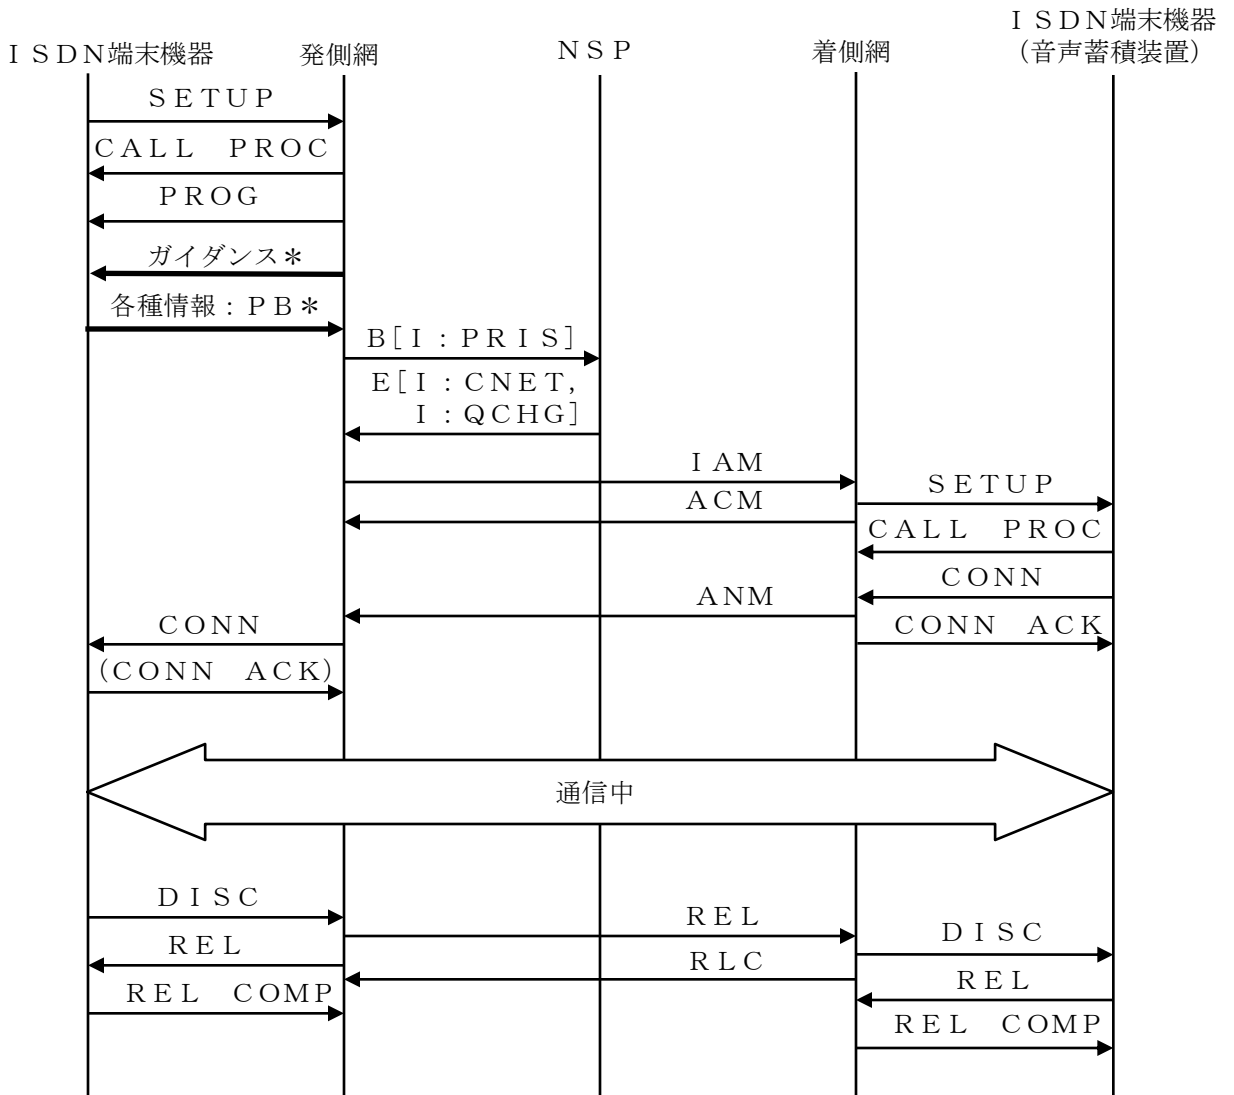 ＩＳＤＮ端末機器
発側網
ＮＳＰ
着側網
ＩＳＤＮ端末機器
（音声蓄積装置）
ＳＥＴＵＰ
ＣＡＬＬ　ＰＲＯＣ
ＰＲＯＧ
ガイダンス＊
各種情報：ＰＢ＊
Ｂ［Ｉ：ＰＲＩＳ］
Ｅ［Ｉ：ＣＮＥＴ，
Ｉ：ＱＣＨＧ］
ＩＡＭ
ＳＥＴＵＰ
ＡＣＭ
ＣＡＬＬ　ＰＲＯＣ
ＣＯＮＮ
ＡＮＭ
ＣＯＮＮ
ＣＯＮＮ　ＡＣＫ
（ＣＯＮＮ　ＡＣＫ）
通信中
ＤＩＳＣ
ＲＥＬ
ＤＩＳＣ
ＲＥＬ
ＲＬＣ
ＲＥＬ
ＲＥＬ　ＣＯＭＰ
ＲＥＬ　ＣＯＭＰ